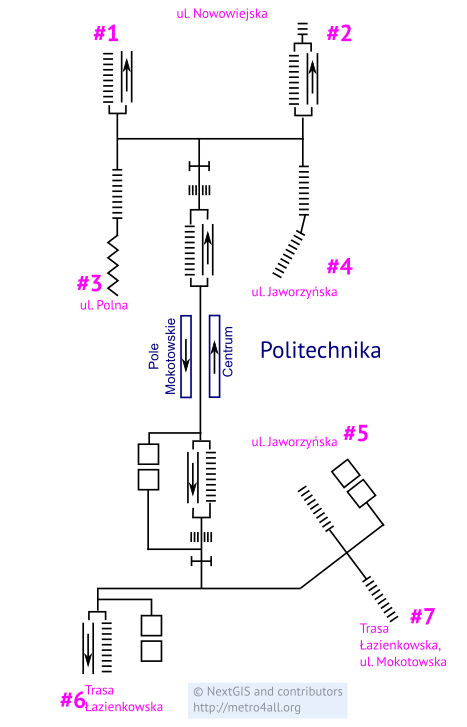 ul. Nowowiejska
#1
#2
#3
ul. Polna
#4
ul. Jaworzyńska
Pole
Mokotowskie
Centrum
Politechnika
ul. Jaworzyńska
#5
#7
Trasa
Łazienkowska,
ul. Mokotowska
#6
Trasa
Łazienkowska
© NextGIS and contributors
http://metro4all.org